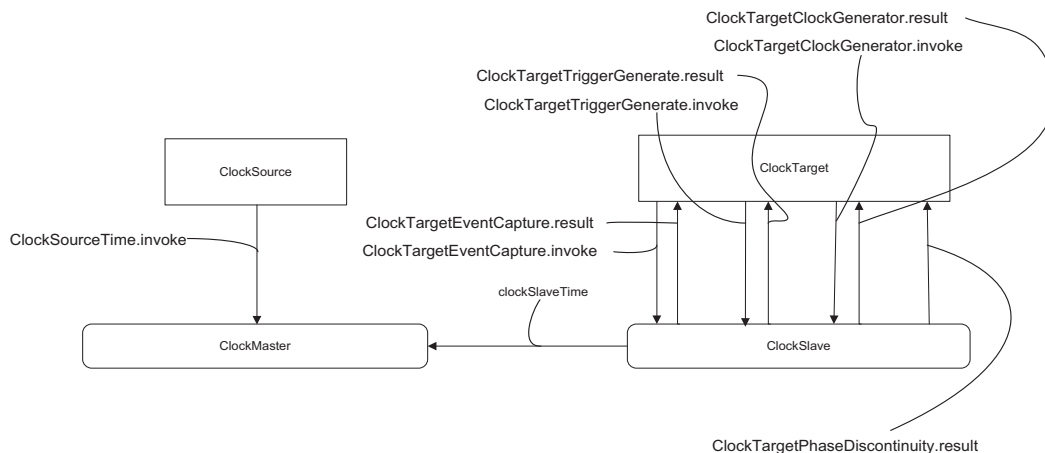 ClockTargetClockGenerator.result
ClockTargetClockGenerator.invoke
ClockTargetTriggerGenerate.result
ClockTargetTriggerGenerate.invoke
ClockSource
ClockTarget
ClockTargetEventCapture.result
ClockSourceTime.invoke
ClockTargetEventCapture.invoke
clockSlaveTime
ClockMaster
ClockSlave
ClockTargetPhaseDiscontinuity.result